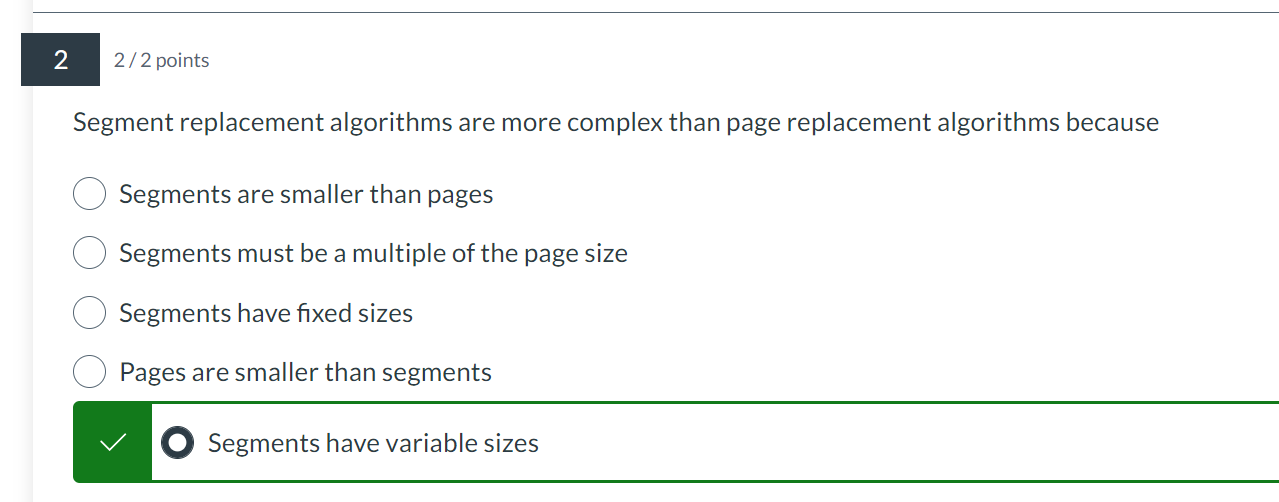 2
2 / 2 points
Segment replacement algorithms are more complex than page replacement algorithms because
Segments are smaller than pages
Segments must be a multiple of the page size
Segments have fixed sizes
Pages are smaller than segments
Segments have variable sizes